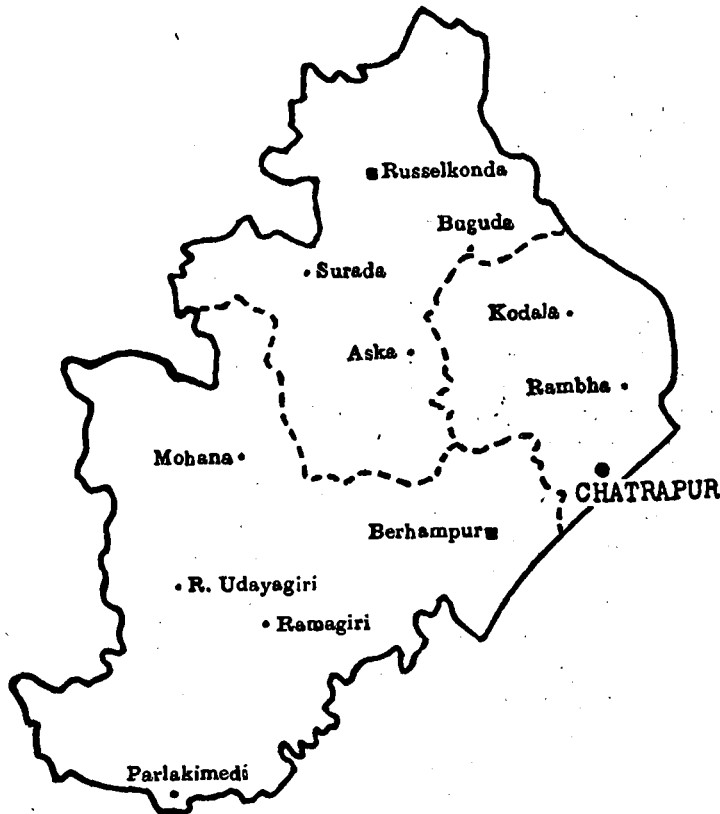 Russelkonda
Buguda
Surada
Kodala
Aska
Rambha
Mohana
CHATRAPUR
Berhampur
R. Udayagiri
Ramagiri
Parlakimedi